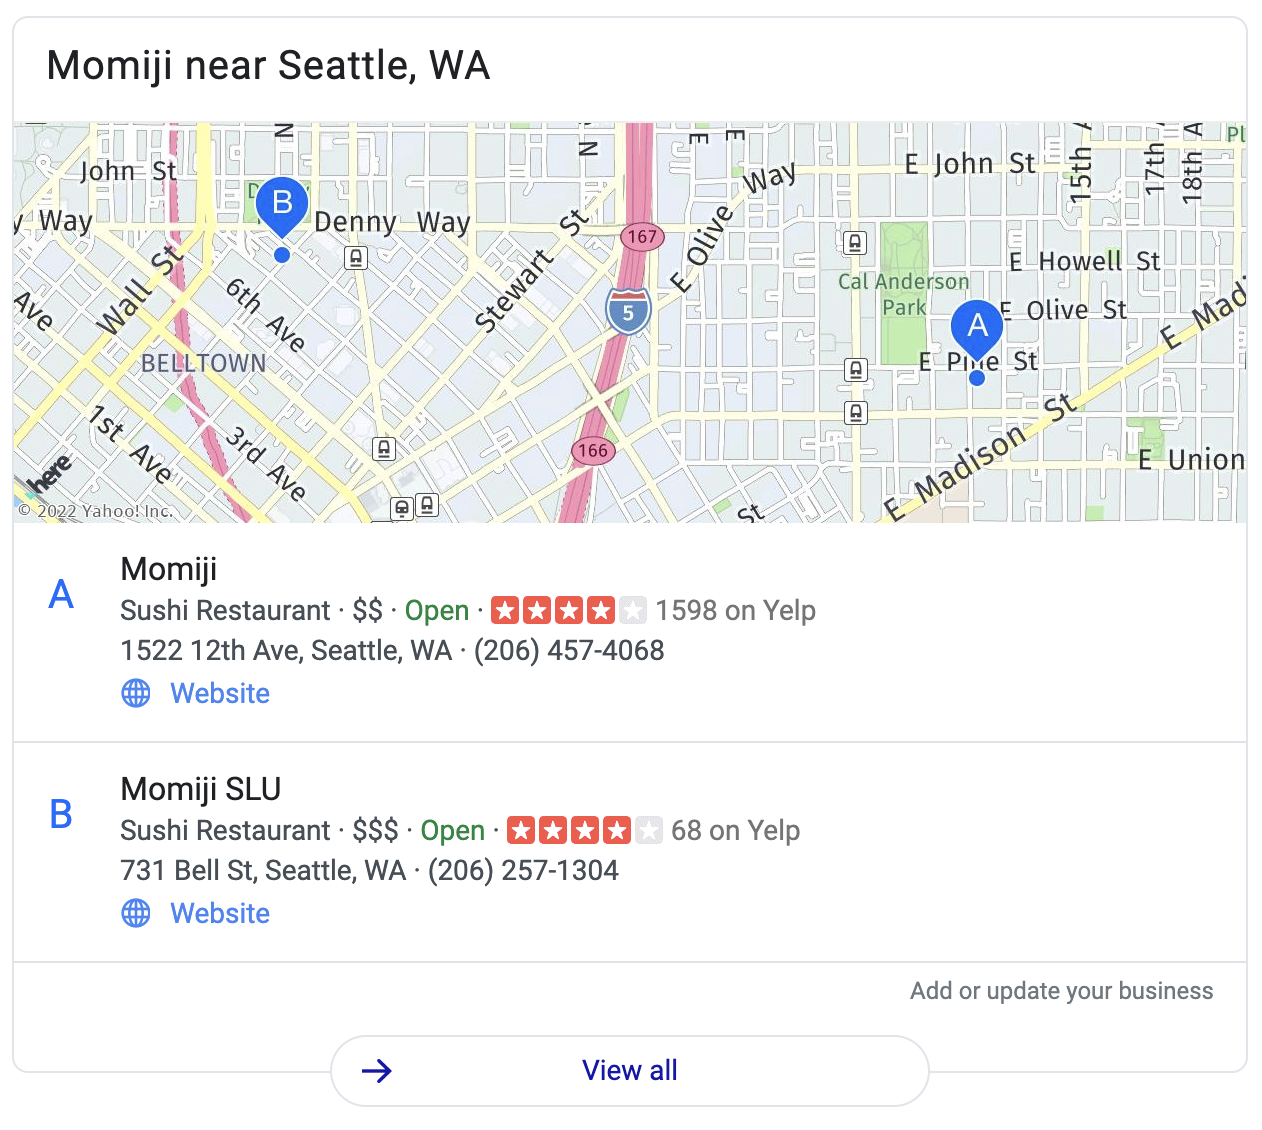 Momiji near Seattle, WA
N
N
E
E
John St
Way
E John St
15th A
17th
18th A
Pl
y Way
B
Denny Way
St
167
E Olive
Wall St
6th Ave
Stewart
E Howell St
Cal Anderson
Park
Ave
5
A
E Olive St
E Madi
BELLTOWN
E Pine St
1st Ave
3rd Ave
166
E Madison St
E Union
here
© 2022 Yahoo! Inc.
St
A
Momiji
Sushi Restaurant · $$ · Open · 1598 on Yelp
1522 12th Ave, Seattle, WA · (206) 457-4068
Website
B
Momiji SLU
Sushi Restaurant · $$$ · Open · 68 on Yelp
731 Bell St, Seattle, WA · (206) 257-1304
Website
Add or update your business
View all